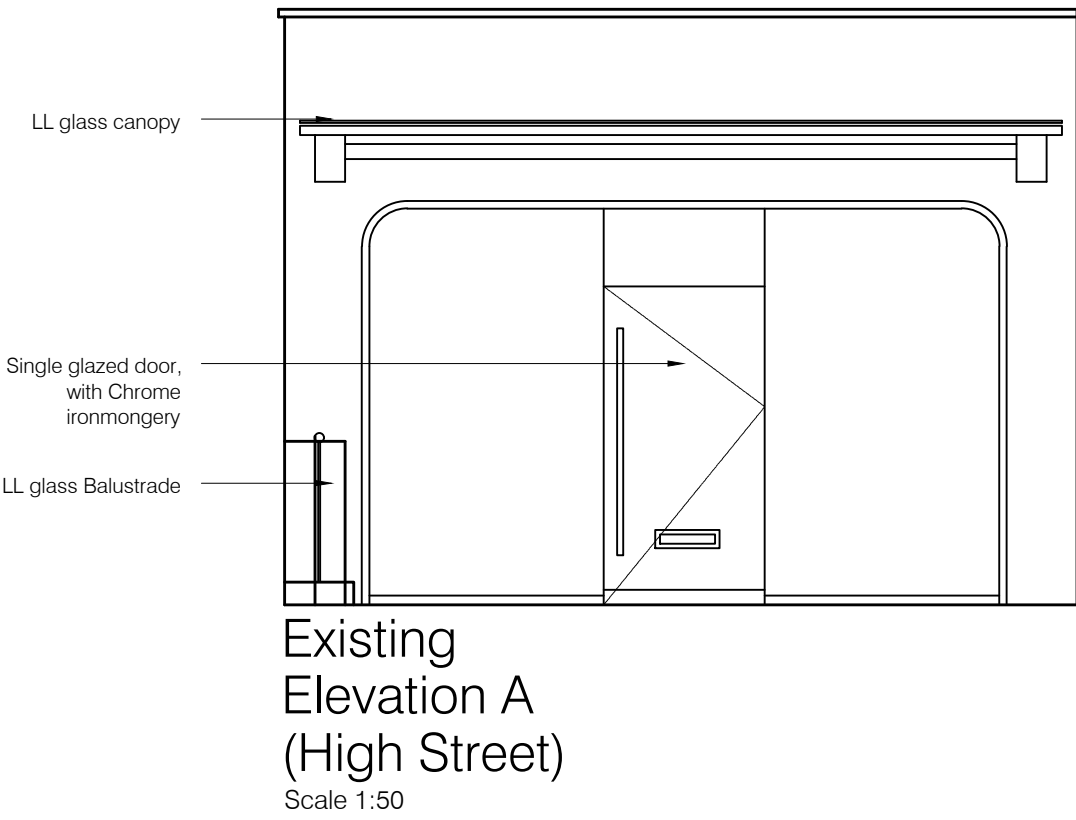 LL glass canopy
Single glazed door,
with Chrome
ironmongery
LL glass Balustrade
Existing
Elevation A
(High Street)
Scale 1:50